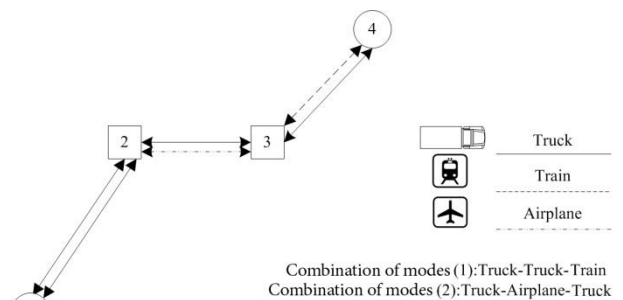 4
2
3
Truck
Train
Airplane
Combination of modes (1):Truck-Truck-Train
Combination of modes (2):Truck-Airplane-Truck